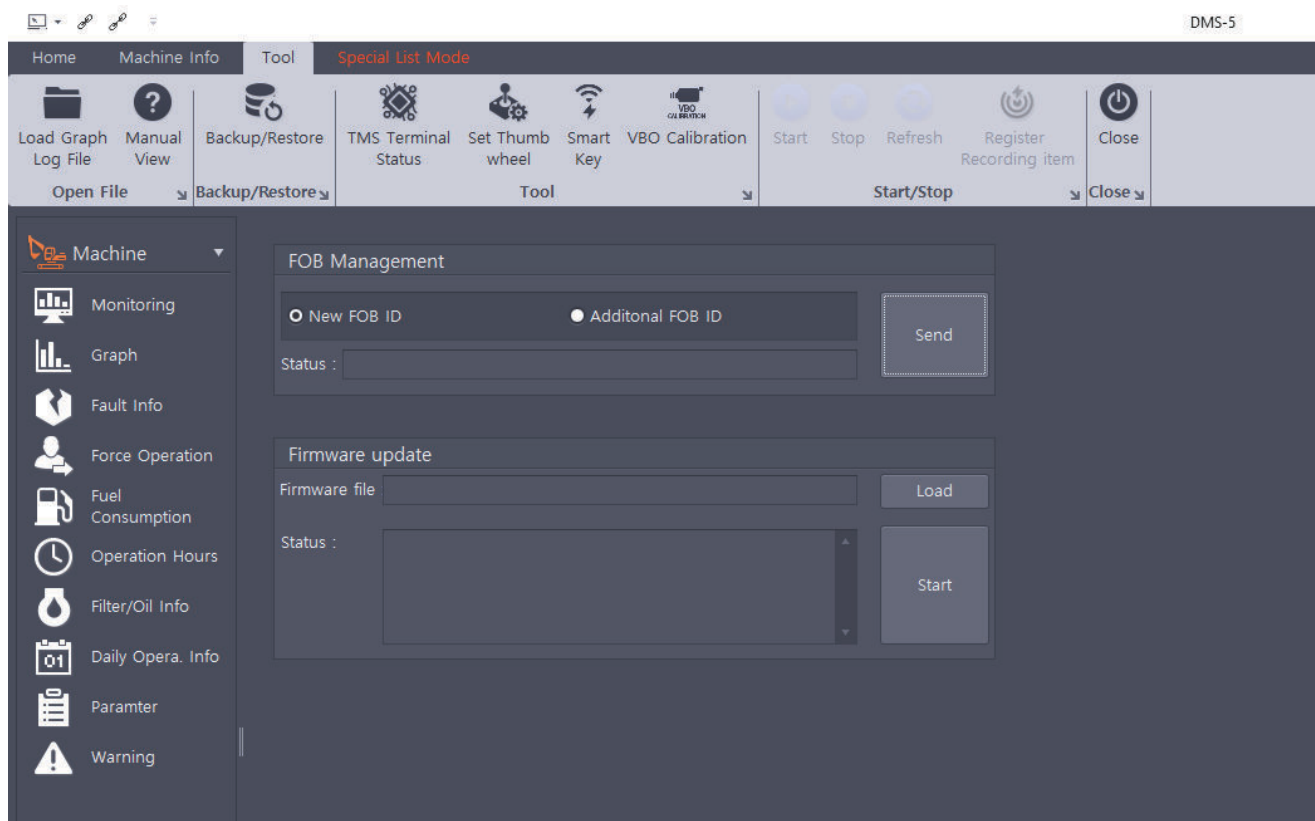 DMS-5
Home Machine Info Tool Special List Mode
Load Graph
Log File
Manual
View
Backup/Restore
TMS Terminal
Status
Set Thumb
wheel
Smart
Key
VBO
CALIBRATION
VBO Calibration
Start
Stop
Refresh
Register
Recording item
Close
Open File Backup/Restore Tool Start/Stop Close
Machine
Monitoring
Graph
Fault Info
Force Operation
Fuel
Consumption
Operation Hours
Filter/Oil Info
01
Daily Opera. Info
Paramter
Warning
FOB Management
New FOB ID Additonal FOB ID
Send
Status :
Firmware update
Firmware file
Load
Status :
Start